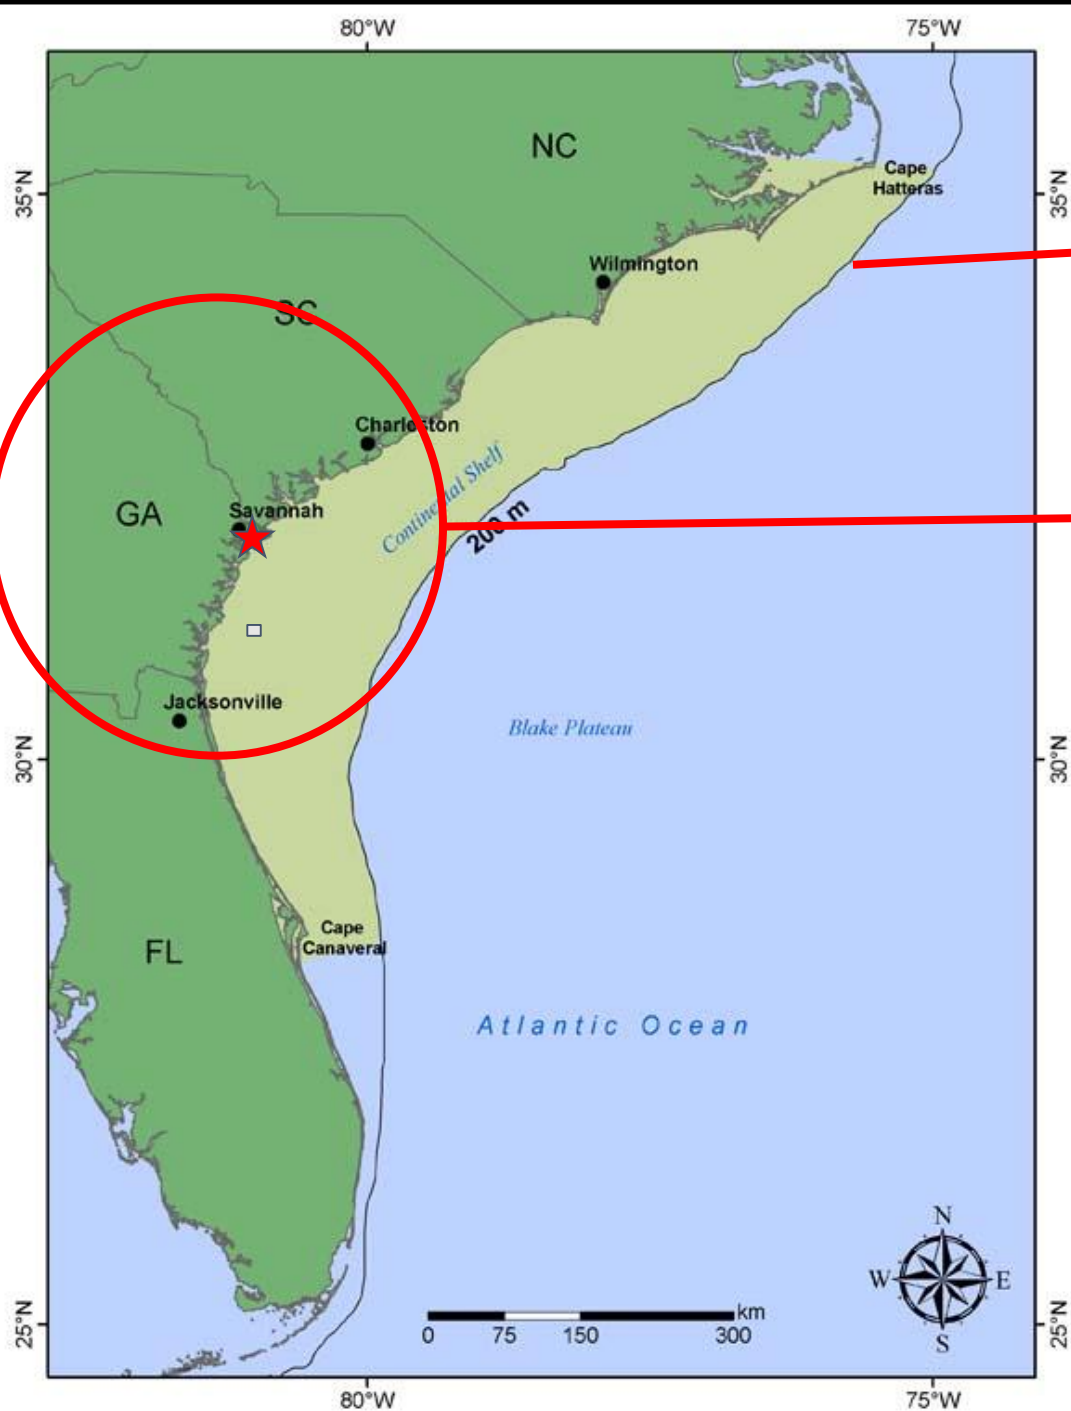 80°W
75°W
NC
35°N
35°N
Cape
Hatteras
Wilmington
SC
Charleston
Continental Shelf
GA
Savannah
200 m
Jacksonville
Blake Plateau
30°N
30°N
Cape
Canaveral
FL
Atlantic Ocean
N
W
E
S
km
0
75
150
300
25°N
25°N
80°W
75°W